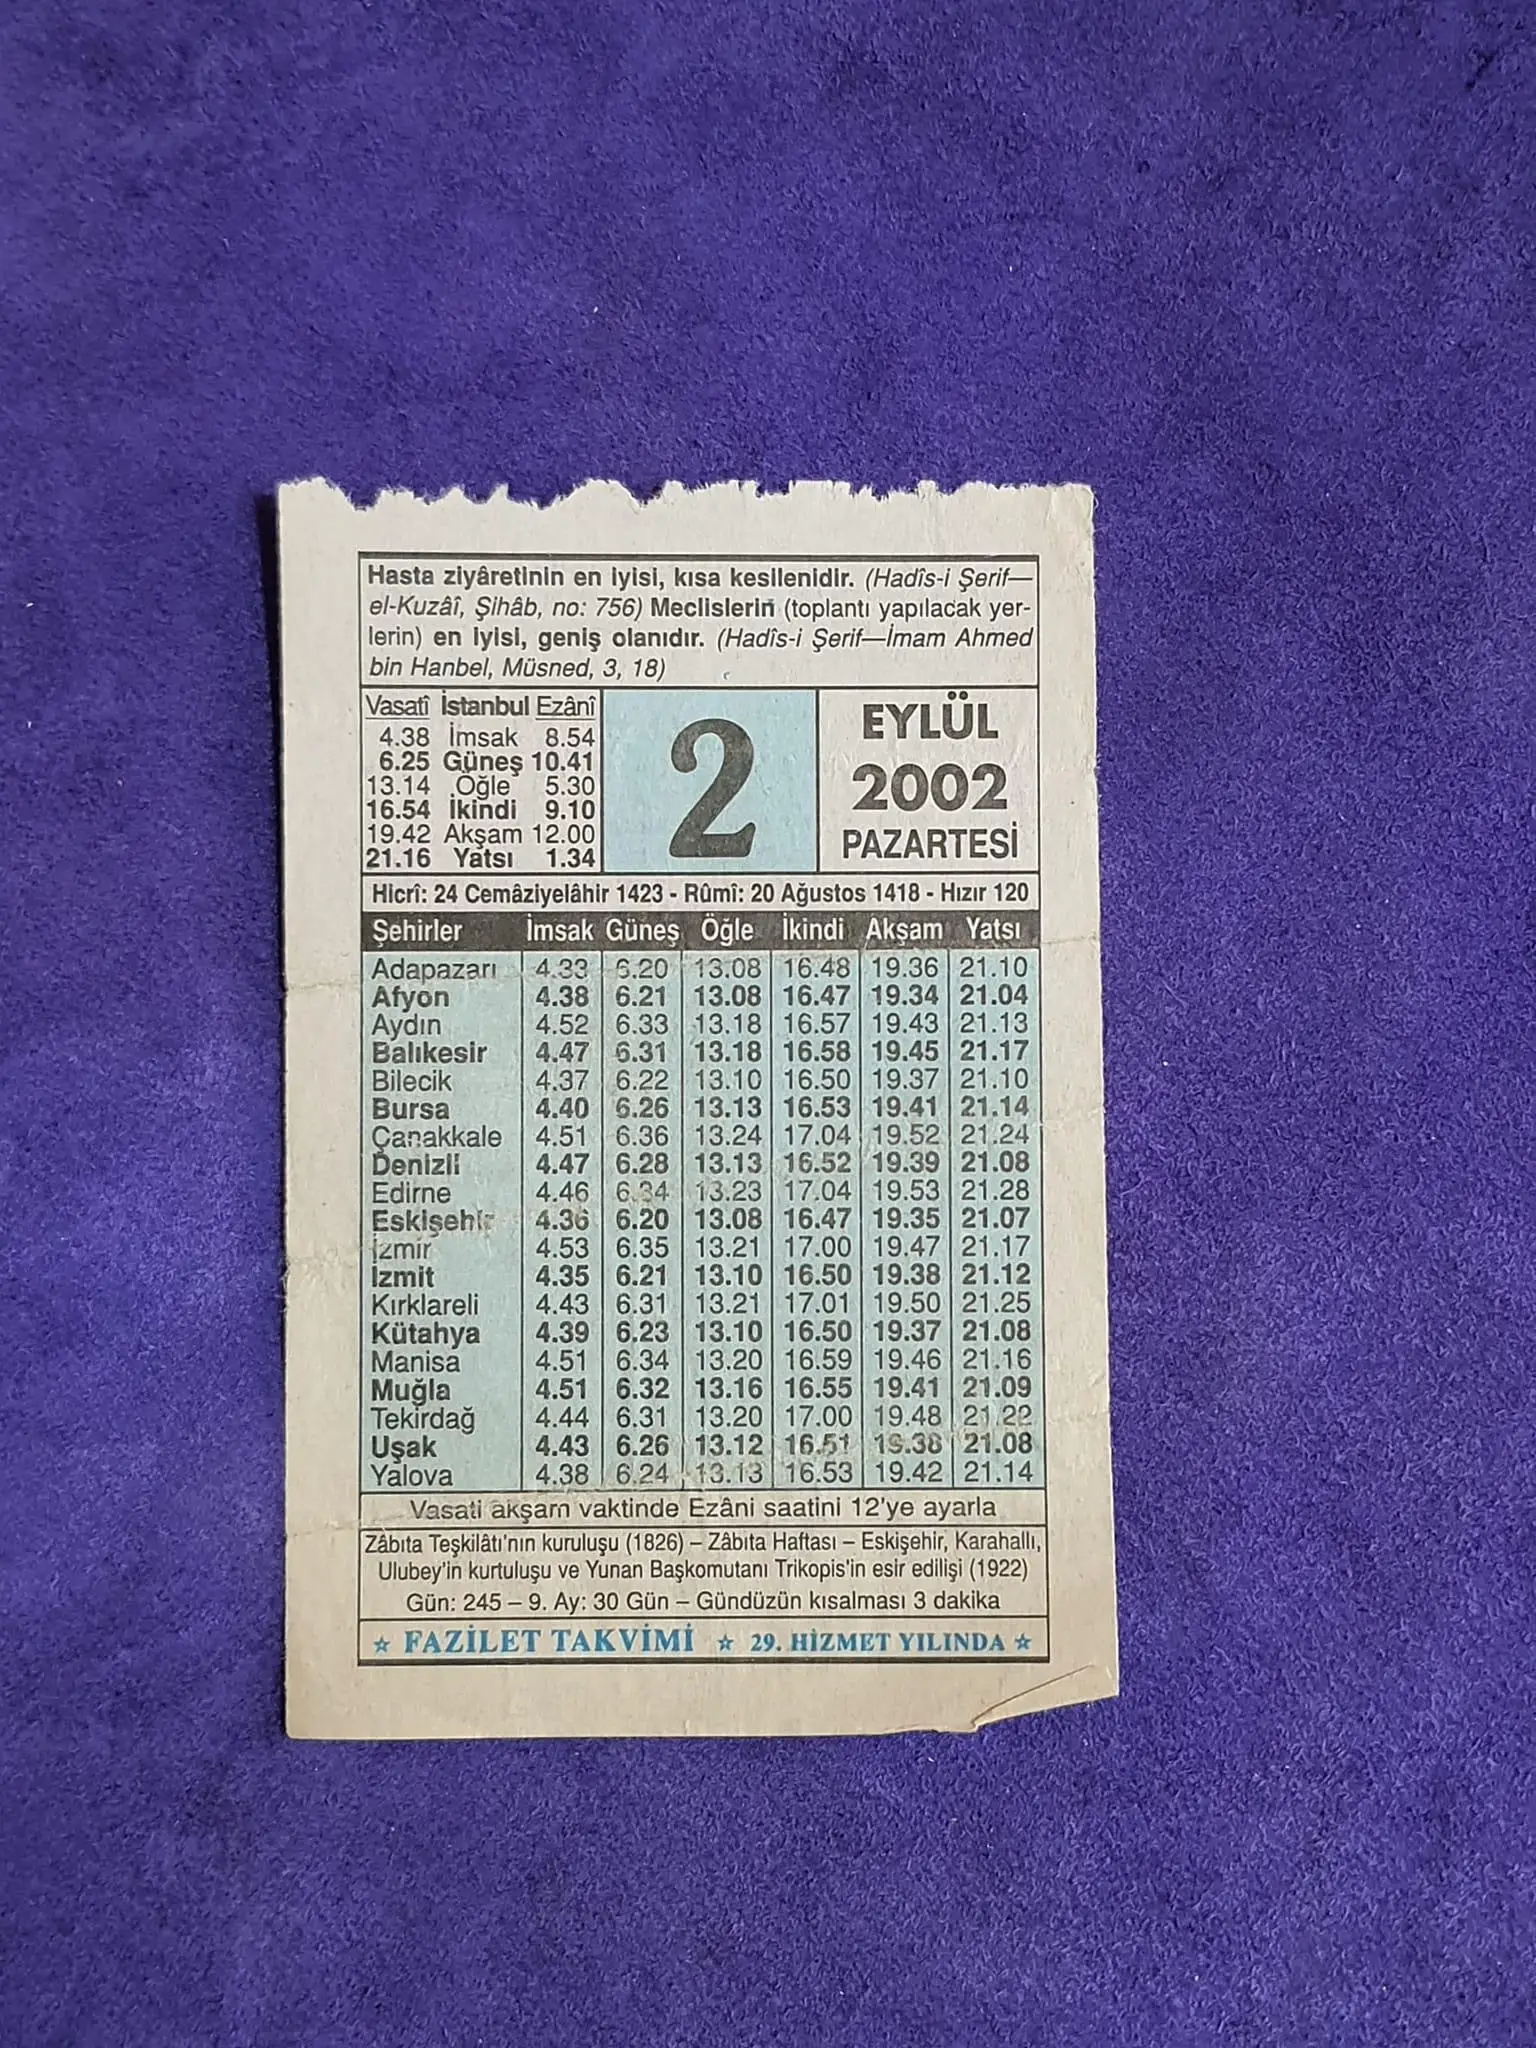 Hasta ziyâretinin en iyisi, kısa kesilenidir. (Hadîs-i Şerif—
el-Kuzâî, Şihâb, no: 756) Meclislerin (toplantı yapılacak yer-
lerin) en iyisi, geniş olanıdır. (Hadîs-i Şerif—İmam Ahmed
bin Hanbel, Müsned, 3, 18)
Vasatî İstanbul Ezânî
4.38 İmsak 8.54
6.25 Güneş 10.41
13.14 Öğle 5.30
16.54 İkindi 9.10
19.42 Akşam 12.00
21.16 Yatsı 1.34
2
EYLÜL
2002
PAZARTESİ
Hicrî: 24 Cemâziyelâhir 1423 - Rûmî: 20 Ağustos 1418 - Hızır 120
Şehirler İmsak Güneş Öğle İkindi Akşam Yatsı
Adapazarı 4.33 6.20 13.08 16.48 19.36 21.10
Afyon 4.38 6.21 13.08 16.47 19.34 21.04
Aydın 4.52 6.33 13.18 16.57 19.43 21.13
Balıkesir 4.47 6.31 13.18 16.58 19.45 21.17
Bilecik 4.37 6.22 13.10 16.50 19.37 21.10
Bursa 4.40 6.26 13.13 16.53 19.41 21.14
Çanakkale 4.51 6.36 13.24 17.04 19.52 21.24
Denizli 4.47 6.28 13.13 16.52 19.39 21.08
Edirne 4.46 6.34 13.23 17.04 19.53 21.28
Eskişehir 4.36 6.20 13.08 16.47 19.35 21.07
İzmir 4.53 6.35 13.21 17.00 19.47 21.17
İzmit 4.35 6.21 13.10 16.50 19.38 21.12
Kırklareli 4.43 6.31 13.21 17.01 19.50 21.25
Kütahya 4.39 6.23 13.10 16.50 19.37 21.08
Manisa 4.51 6.34 13.20 16.59 19.46 21.16
Muğla 4.51 6.32 13.16 16.55 19.41 21.09
Tekirdağ 4.44 6.31 13.20 17.00 19.48 21.22
Uşak 4.43 6.26 13.12 16.51 19.38 21.08
Yalova 4.38 6.24 13.13 16.53 19.42 21.14
Vasati akşam vaktinde Ezâni saatini 12'ye ayarla
Zâbıta Teşkilâtı'nın kuruluşu (1826) – Zâbıta Haftası – Eskişehir, Karahallı,
Ulubey'in kurtuluşu ve Yunan Başkomutanı Trikopis'in esir edilişi (1922)
Gün: 245 – 9. Ay: 30 Gün – Gündüzün kısalması 3 dakika
☆ FAZİLET TAKVİMİ ☆ 29. HİZMET YILINDA ☆